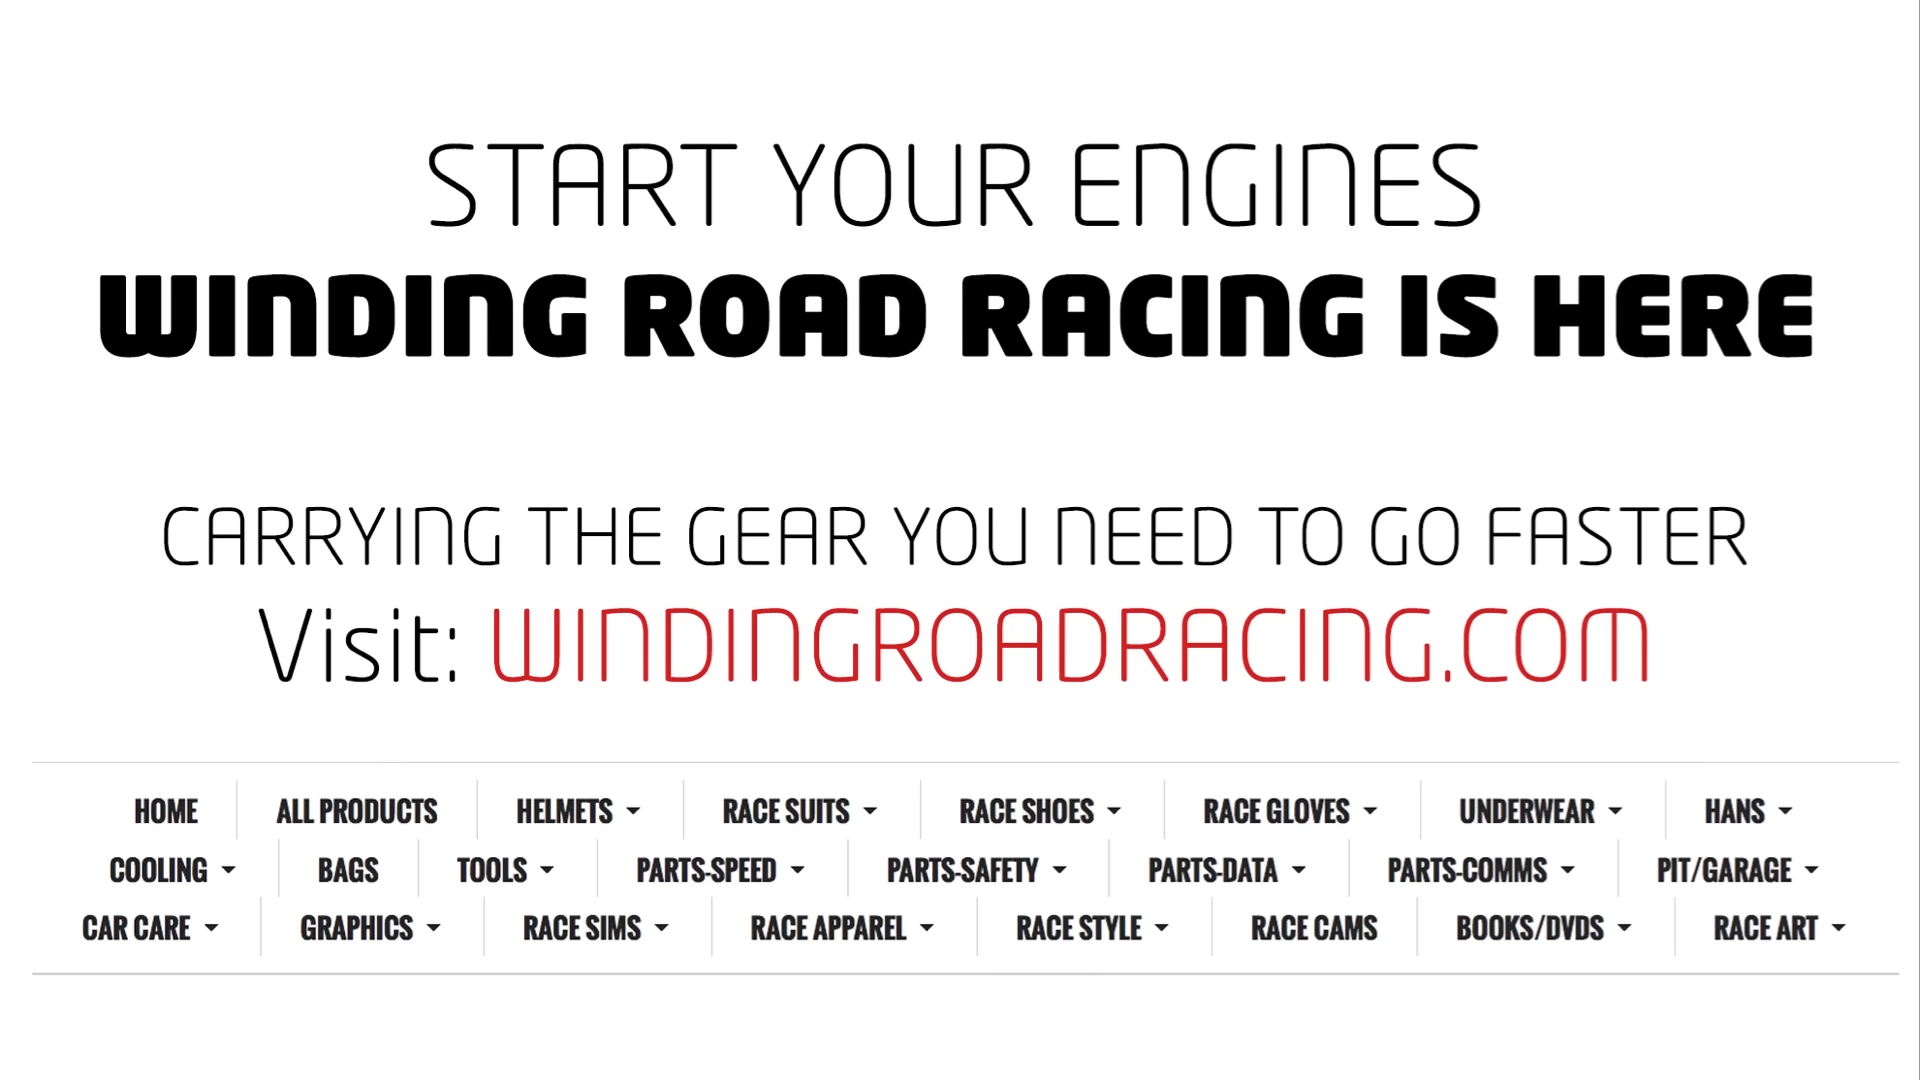 START YOUR ENGINES
WINDING ROAD RACING IS HERE
CARRYING THE GEAR YOU NEED TO GO FASTER
Visit: WINDINGROADRACING.COM
HOME ALL PRODUCTS HELMETS RACE SUITS RACE SHOES RACE GLOVES UNDERWEAR HANS
COOLING BAGS TOOLS PARTS-SPEED PARTS-SAFETY PARTS-DATA PARTS-COMMS PIT/GARAGE
CAR CARE GRAPHICS RACE SIMS RACE APPAREL RACE STYLE RACE CAMS BOOKS/DVDS RACE ART